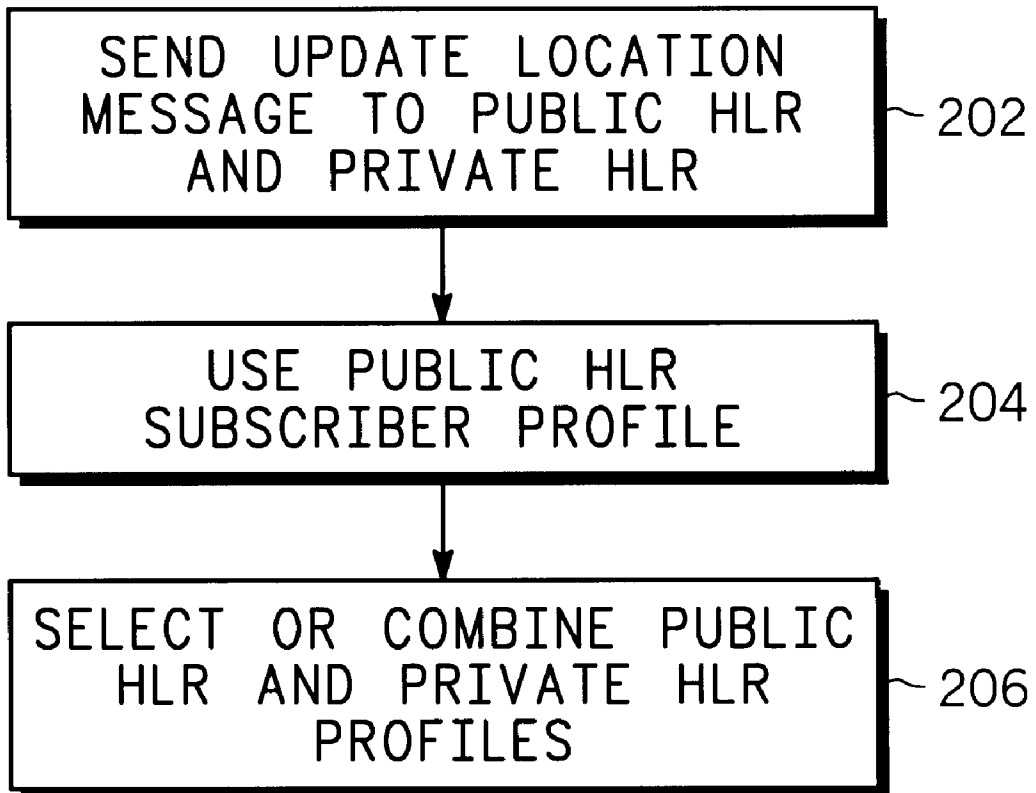 SEND UPDATE LOCATION
MESSAGE TO PUBLIC HLR
AND PRIVATE HLR
202
USE PUBLIC HLR
SUBSCRIBER PROFILE
204
SELECT OR COMBINE PUBLIC
HLR AND PRIVATE HLR
PROFILES
206